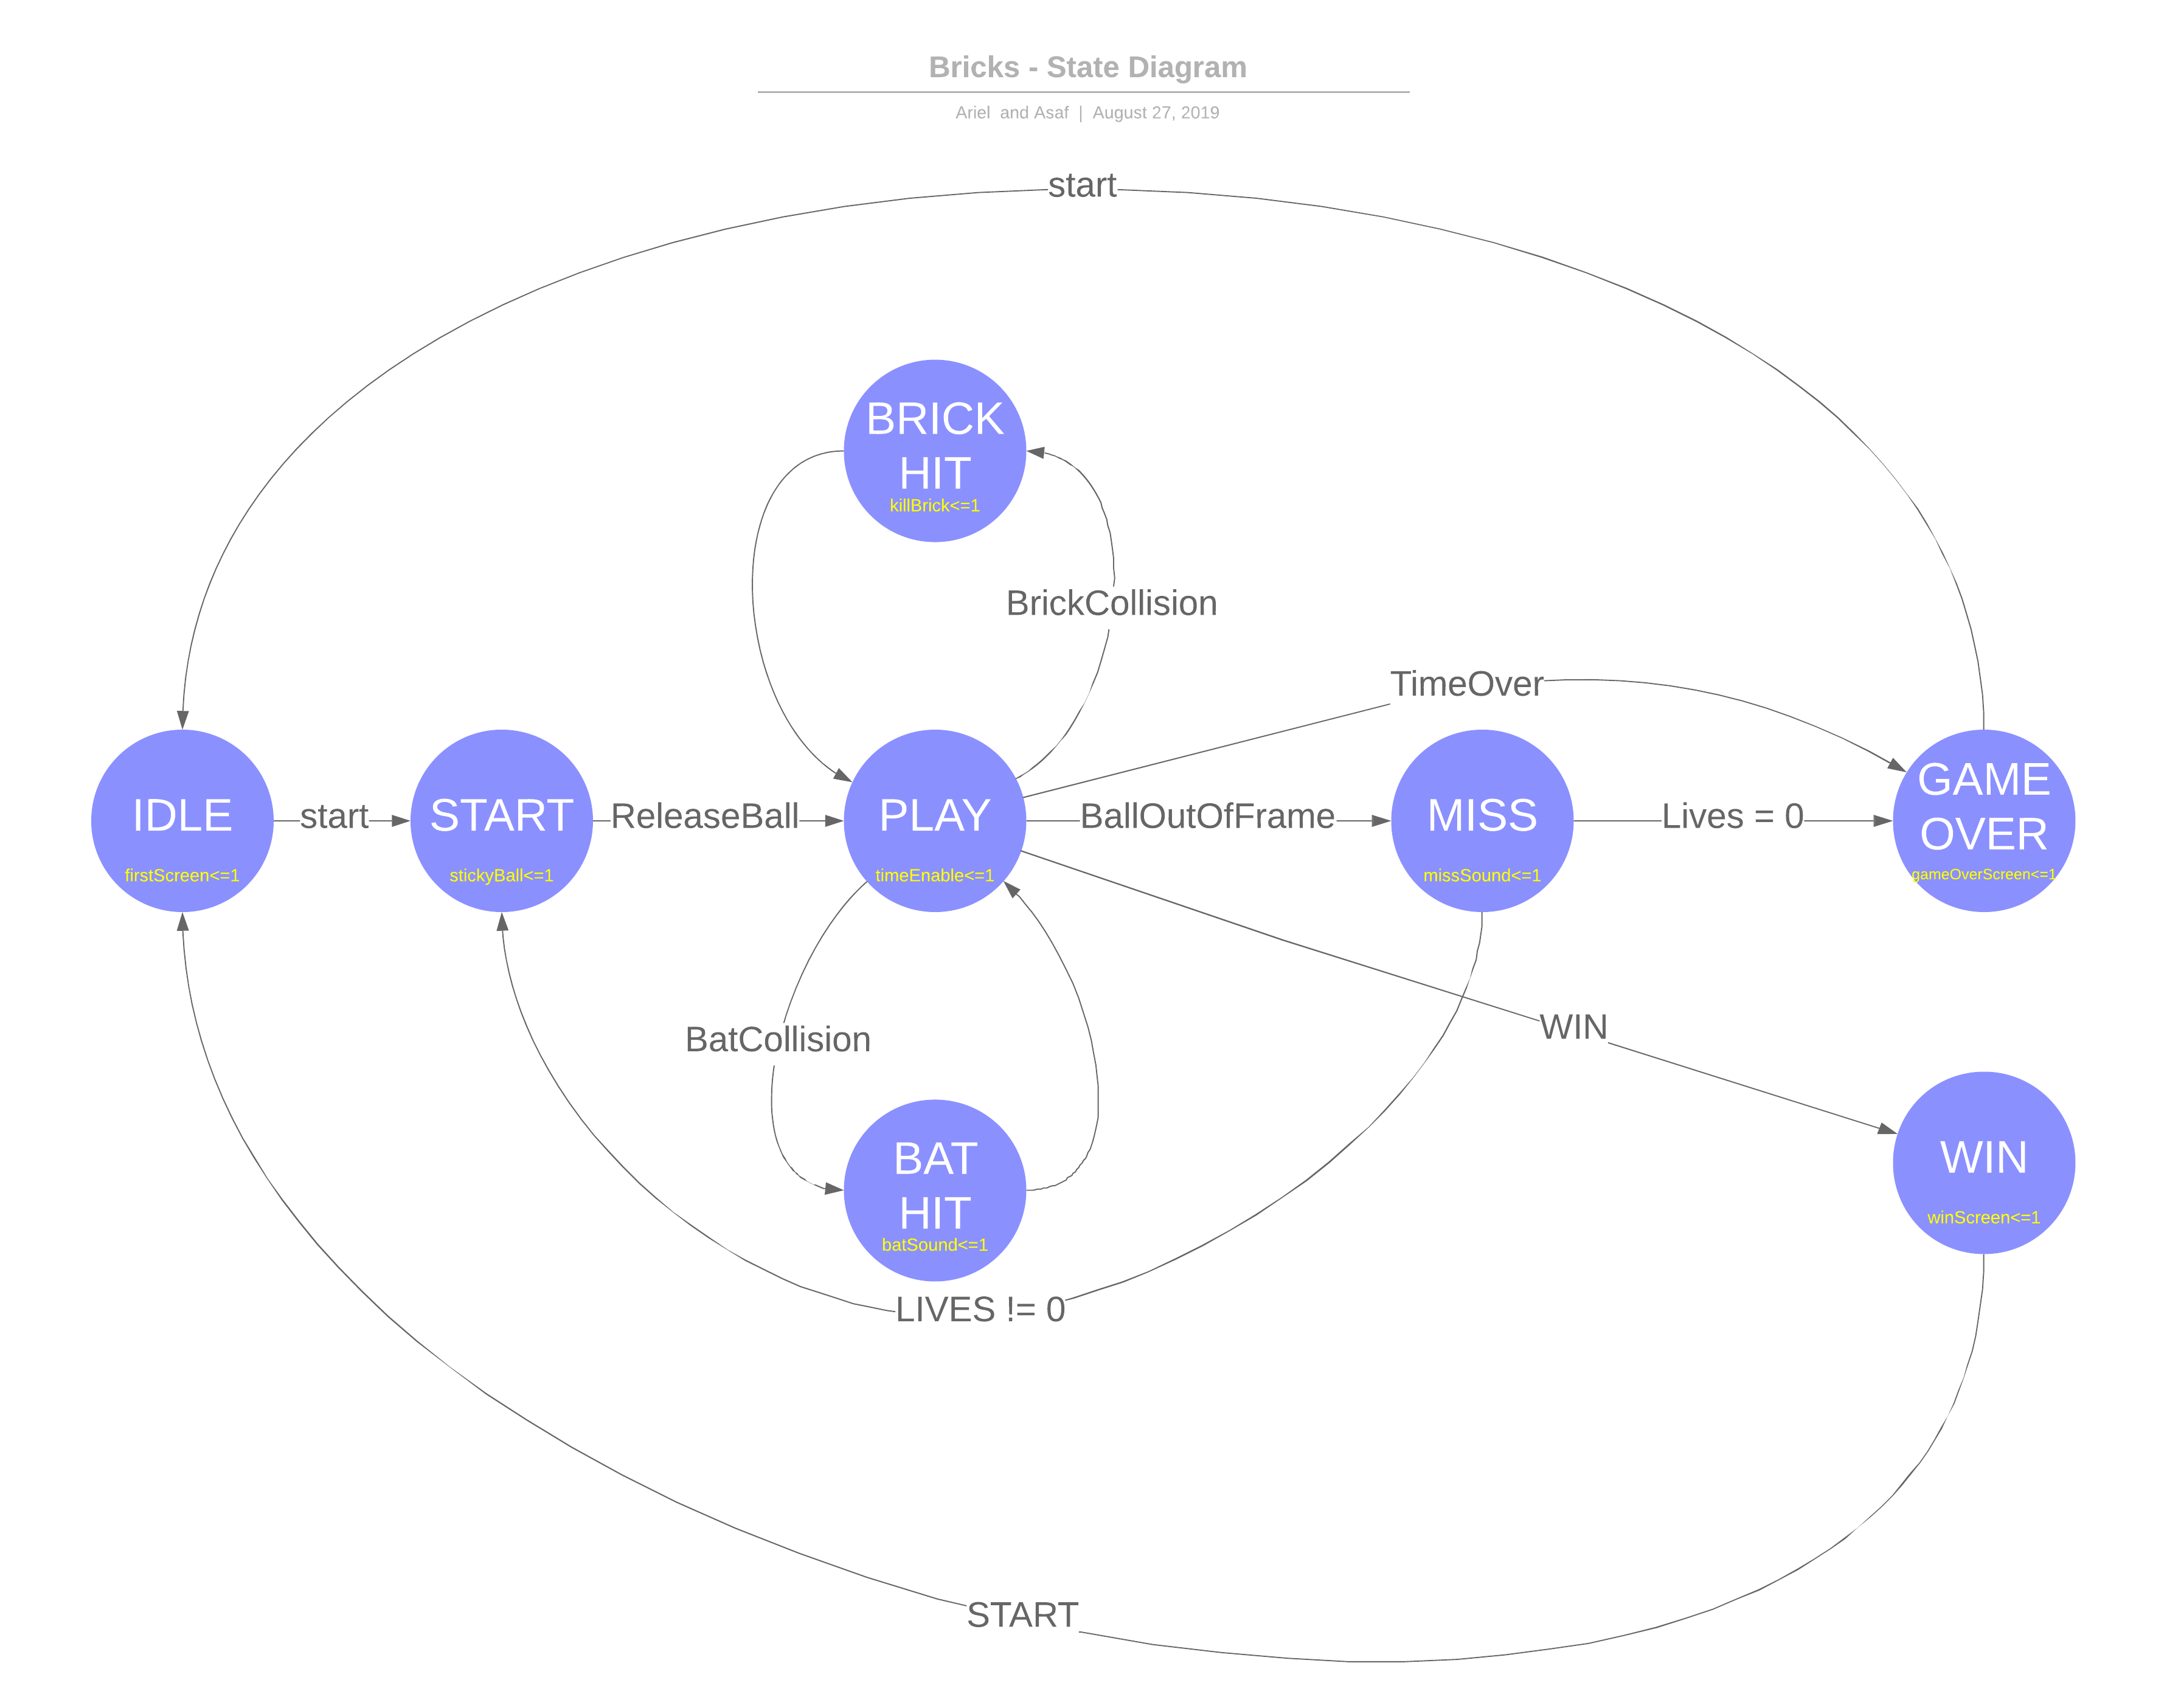 Bricks - State Diagram
Ariel  and Asaf  |  August 27, 2019
start
BRICK
HIT
killBrick<=1
BrickCollision
TimeOver
IDLE
firstScreen<=1
start
START
stickyBall<=1
ReleaseBall
PLAY
timeEnable<=1
BallOutOfFrame
MISS
missSound<=1
Lives = 0
GAME
OVER
gameOverScreen<=1
WIN
BatCollision
BAT
HIT
batSound<=1
WIN
winScreen<=1
LIVES != 0
START